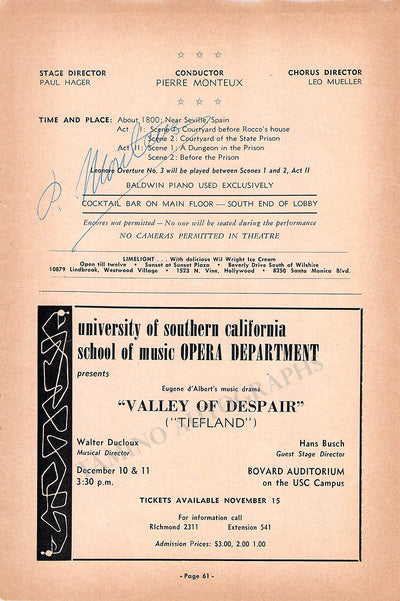 STAGE DIRECTOR
PAUL HAGER
CONDUCTOR
PIERRE MONTEUX
CHORUS DIRECTOR
LEO MUELLER
TIME AND PLACE: About 1800; Near Seville, Spain
Act I: Scene 1; Courtyard before Rocco's house
Scene 2: Courtyard of the State Prison
Act II: Scene 1; A Dungeon in the Prison
Scene 2: Before the Prison
Leonore Overture No. 3 will be played between Scenes 1 and 2, Act II
BALDWIN PIANO USED EXCLUSIVELY
COCKTAIL BAR ON MAIN FLOOR — SOUTH END OF LOBBY
Encores not permitted — No one will be seated during the performance
NO CAMERAS PERMITTED IN THEATRE
P. Monteux
LIMELIGHT . . . With delicious Wil Wright Ice Cream
Open till twelve • Sunset at Sunset Plaza • Beverly Drive South of Wilshire
10879 Lindbrook, Westwood Village • 1523 N. Vine, Hollywood • 8250 Santa Monica Blvd.
university of southern california
school of music OPERA DEPARTMENT
presents
Eugene d'Albert's music drama
"VALLEY OF DESPAIR"
("TIEFLAND")
Walter Ducloux
Musical Director
Hans Busch
Guest Stage Director
December 10 & 11
3:30 p.m.
BOVARD AUDITORIUM
on the USC Campus
TICKETS AVAILABLE NOVEMBER 15
For information call
RIchmond 2311 Extension 541
Admission Prices: $3.00, 2.00 1.00
TAMINO AUTOGRAPHS
- Page 61 -